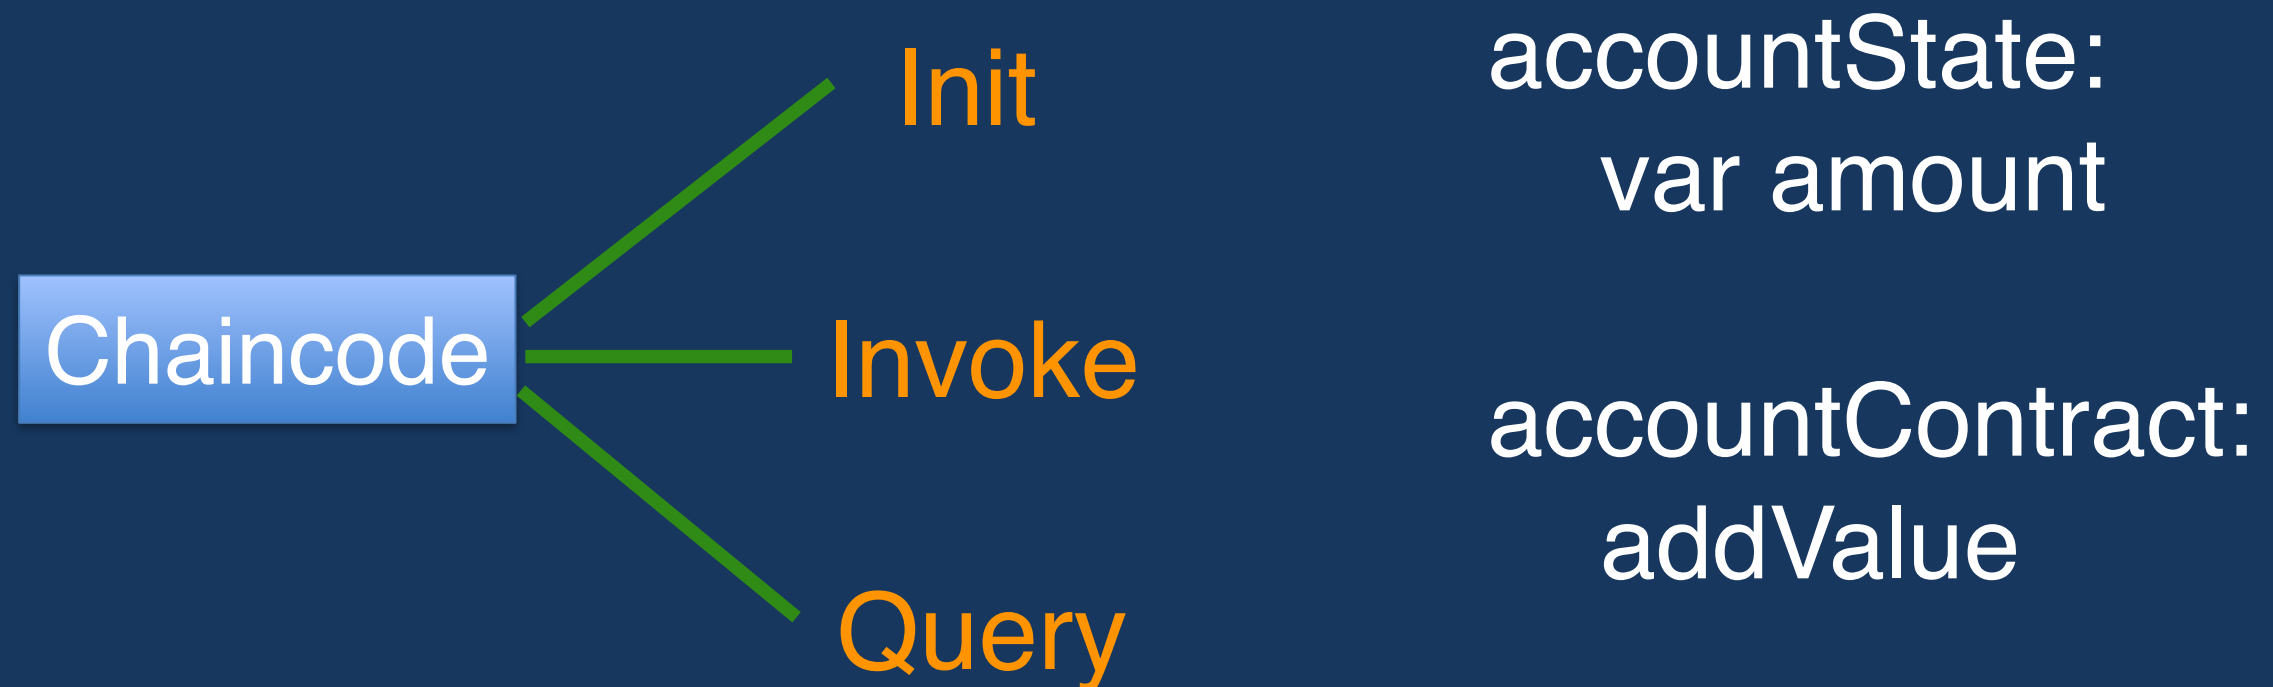 Chaincode
Init
Invoke
Query
accountState:
var amount
accountContract:
addValue